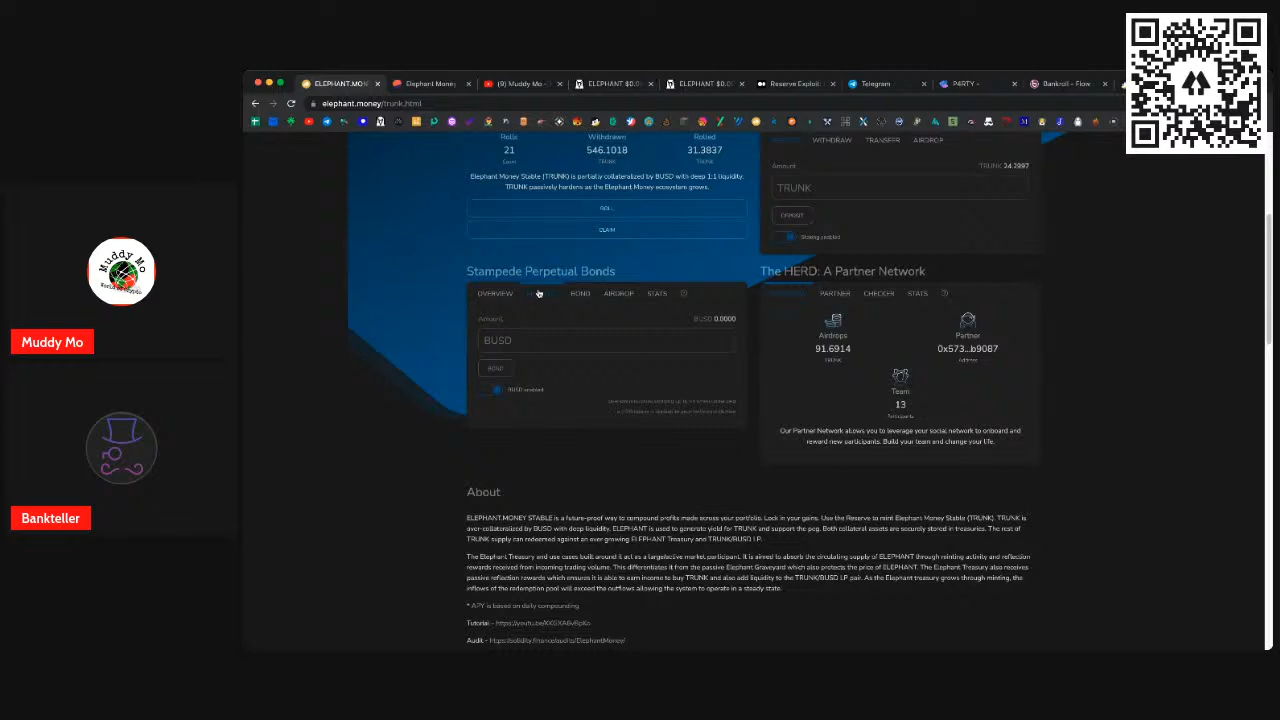 ELEPHANT.MONE
Elephant Money
(9) Muddy Mo -
ELEPHANT $0.0
ELEPHANT $0.0
Reserve Exploit:
Telegram
P4RTY -
Bankroll - Flow
elephant.money/trunk.html
Rolls
Withdrawn
Rolled
21
546.1018
31.3837
Count
TRUNK
TRUNK
Elephant Money Stable (TRUNK) is partially collateralized by BUSD with deep 1:1 liquidity.
TRUNK passively hardens as the Elephant Money ecosystem grows.
ROLL
CLAIM
WITHDRAW
TRANSFER
AIRDROP
Amount
TRUNK 24.2997
TRUNK
DEPOSIT
Staking enabled
Stampede Perpetual Bonds
OVERVIEW
BOND
AIRDROP
STATS
Amount
BUSD 0.0000
BUSD
BOND
BUSD enabled
The HERD: A Partner Network
PARTNER
CHECKER
STATS
Airdrops
91.6914
TRUNK
Partner
0x573...b9087
Address
Team
13
Participants
Our Partner Network allows you to leverage your social network to onboard and
reward new participants. Build your team and change your life.
About
ELEPHANT.MONEY STABLE is a future-proof way to compound profits made across your portfolio. Lock in your gains. Use the Reserve to mint Elephant Money Stable (TRUNK). TRUNK is
over-collateralized by BUSD with deep liquidity. ELEPHANT is used to generate yield for TRUNK and support the peg. Both collateral assets are securely stored in treasuries. The rest of
TRUNK supply can redeemed against an ever growing ELEPHANT Treasury and TRUNK/BUSD LP.
The Elephant Treasury and use cases built around it act as a large/active market participant. It is aimed to absorb the circulating supply of ELEPHANT through minting activity and reflection
rewards received from incoming trading volume. This differentiates it from the passive Elephant Graveyard which also protects the price of ELEPHANT. The Elephant Treasury also receives
passive reflection rewards which ensures it is able to earn income to buy TRUNK and also add liquidity to the TRUNK/BUSD LP pair. As the Elephant treasury grows through minting, the
inflows of the redemption pool will exceed the outflows allowing the system to operate in a steady state.
* APY is based on daily compounding
Tutorial -
Audit - https://solidity.finance/audits/ElephantMoney/
Muddy Mo
World of Crypto
Muddy Mo
Bankteller